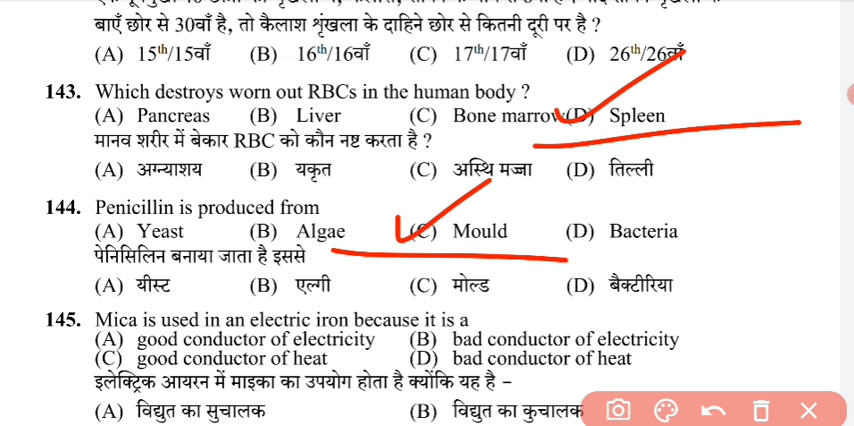 बाएँ छोर से 30वाँ है, तो कैलाश शृंखला के दाहिने छोर से कितनी दूरी पर है ?
(A) 15th/15वाँ (B) 16th/16वाँ (C) 17th/17वाँ (D) 26th/26वाँ
143. Which destroys worn out RBCs in the human body ?
(A) Pancreas (B) Liver (C) Bone marrow (D) Spleen
मानव शरीर में बेकार RBC को कौन नष्ट करता है ?
(A) अग्न्याशय (B) यकृत (C) अस्थि मज्जा (D) तिल्ली
144. Penicillin is produced from
(A) Yeast (B) Algae (C) Mould (D) Bacteria
पेनिसिलिन बनाया जाता है इससे
(A) यीस्ट (B) एल्गी (C) मोल्ड (D) बैक्टीरिया
145. Mica is used in an electric iron because it is a
(A) good conductor of electricity (B) bad conductor of electricity
(C) good conductor of heat (D) bad conductor of heat
इलेक्ट्रिक आयरन में माइका का उपयोग होता है क्योंकि यह है –
(A) विद्युत का सुचालक (B) विद्युत का कुचालक